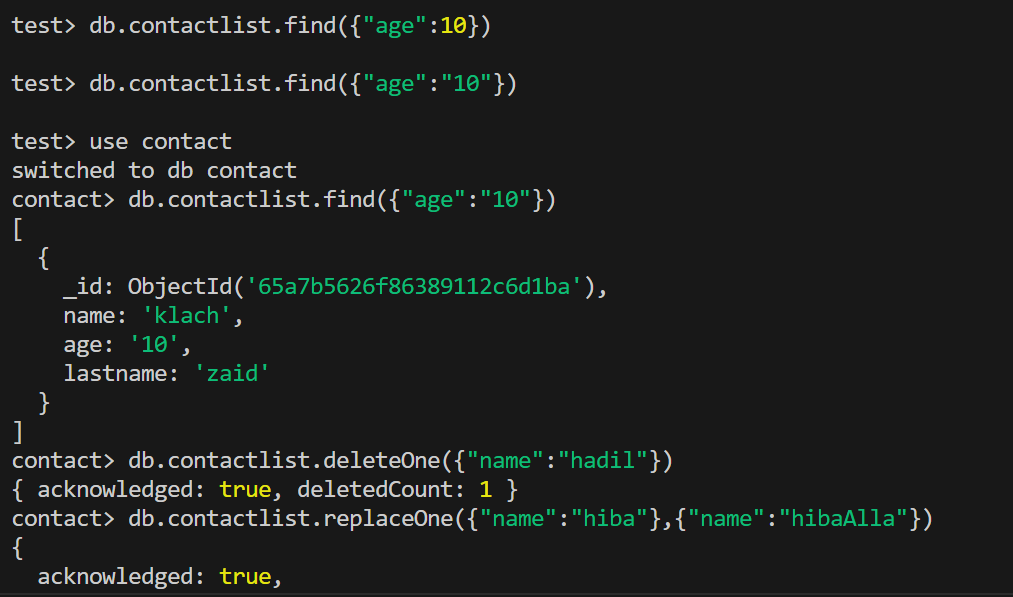 test> db.contactlist.find({"age":10})
test> db.contactlist.find({"age":"10"})
test> use contact
switched to db contact
contact> db.contactlist.find({"age":"10"})
[
  {
    _id: ObjectId('65a7b5626f86389112c6d1ba'),
    name: 'klach',
    age: '10',
    lastname: 'zaid'
  }
]
contact> db.contactlist.deleteOne({"name":"hadil"})
{ acknowledged: true, deletedCount: 1 }
contact> db.contactlist.replaceOne({"name":"hiba"},{"name":"hibaAlla"})
{
  acknowledged: true,